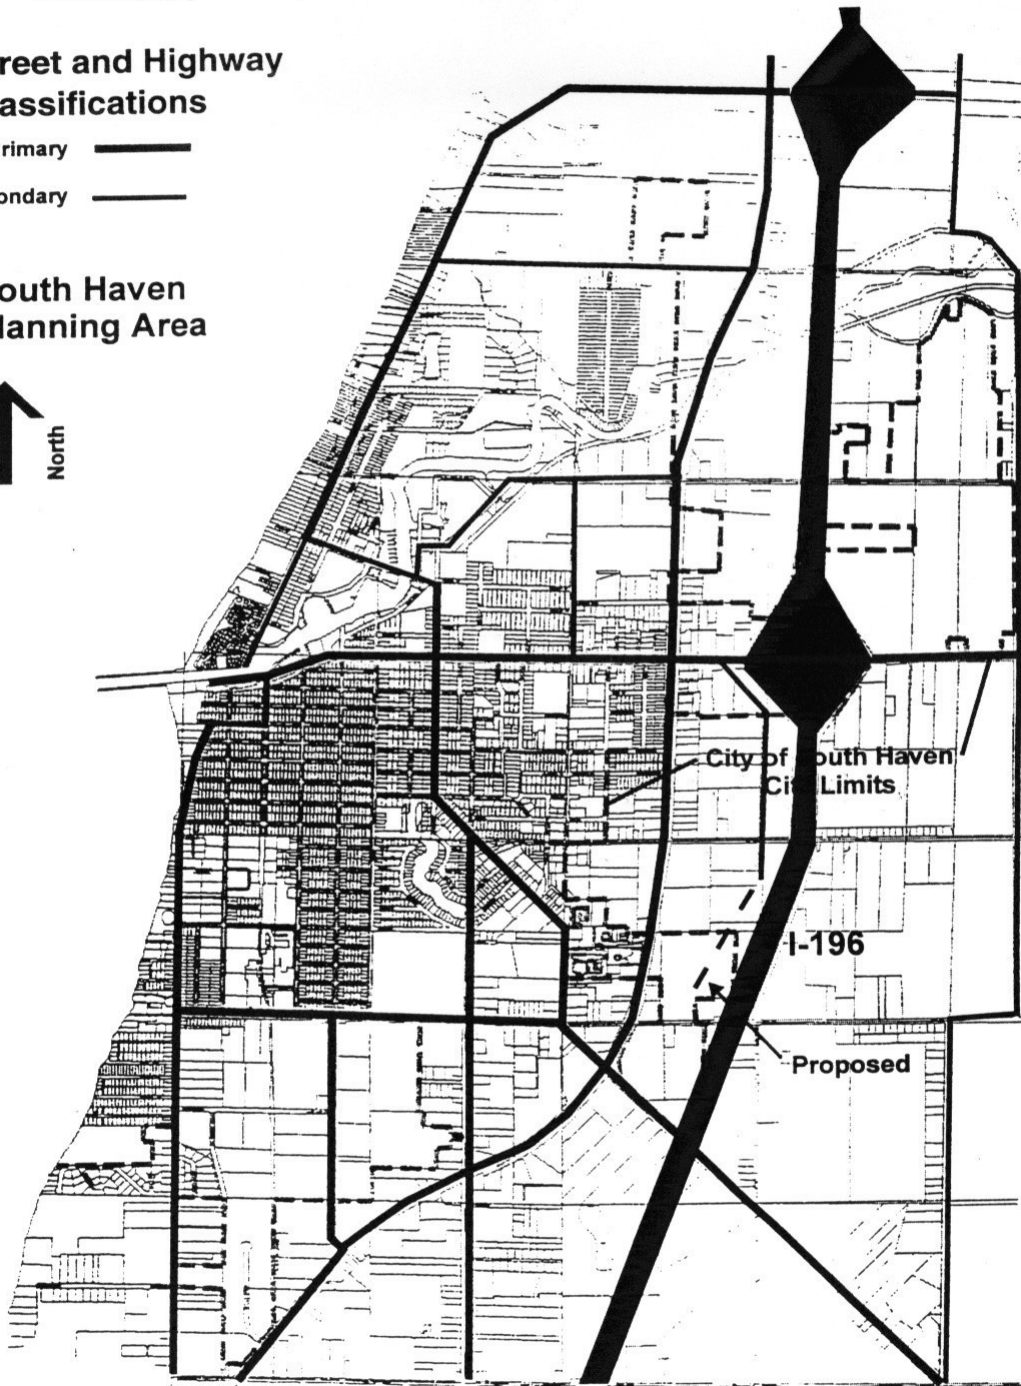 reet and Highway
assifications
rimary
ondary
outh Haven
lanning Area
North
City of outh Haven
Cit Limits
I-196
Proposed